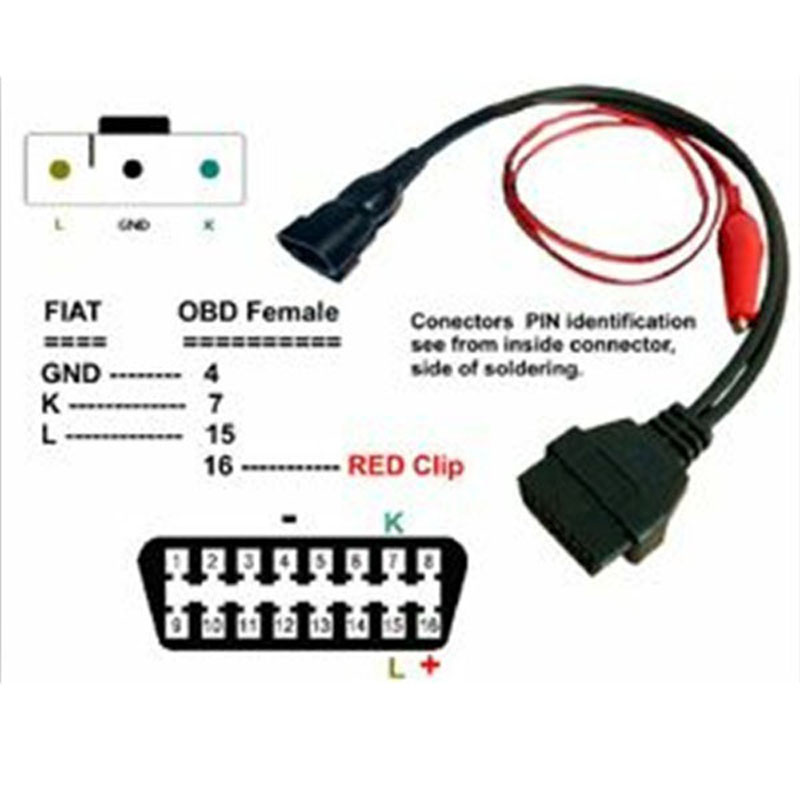 L GND K
FIAT OBD Female
==== ==========
GND -------- 4
K ------------- 7
L ------------- 15
16 ----------- RED Clip
Conectors PIN identification
see from inside connector,
side of soldering.
- K
1 2 3 4 5 6 7 8
9 10 11 12 13 14 15 16
L +